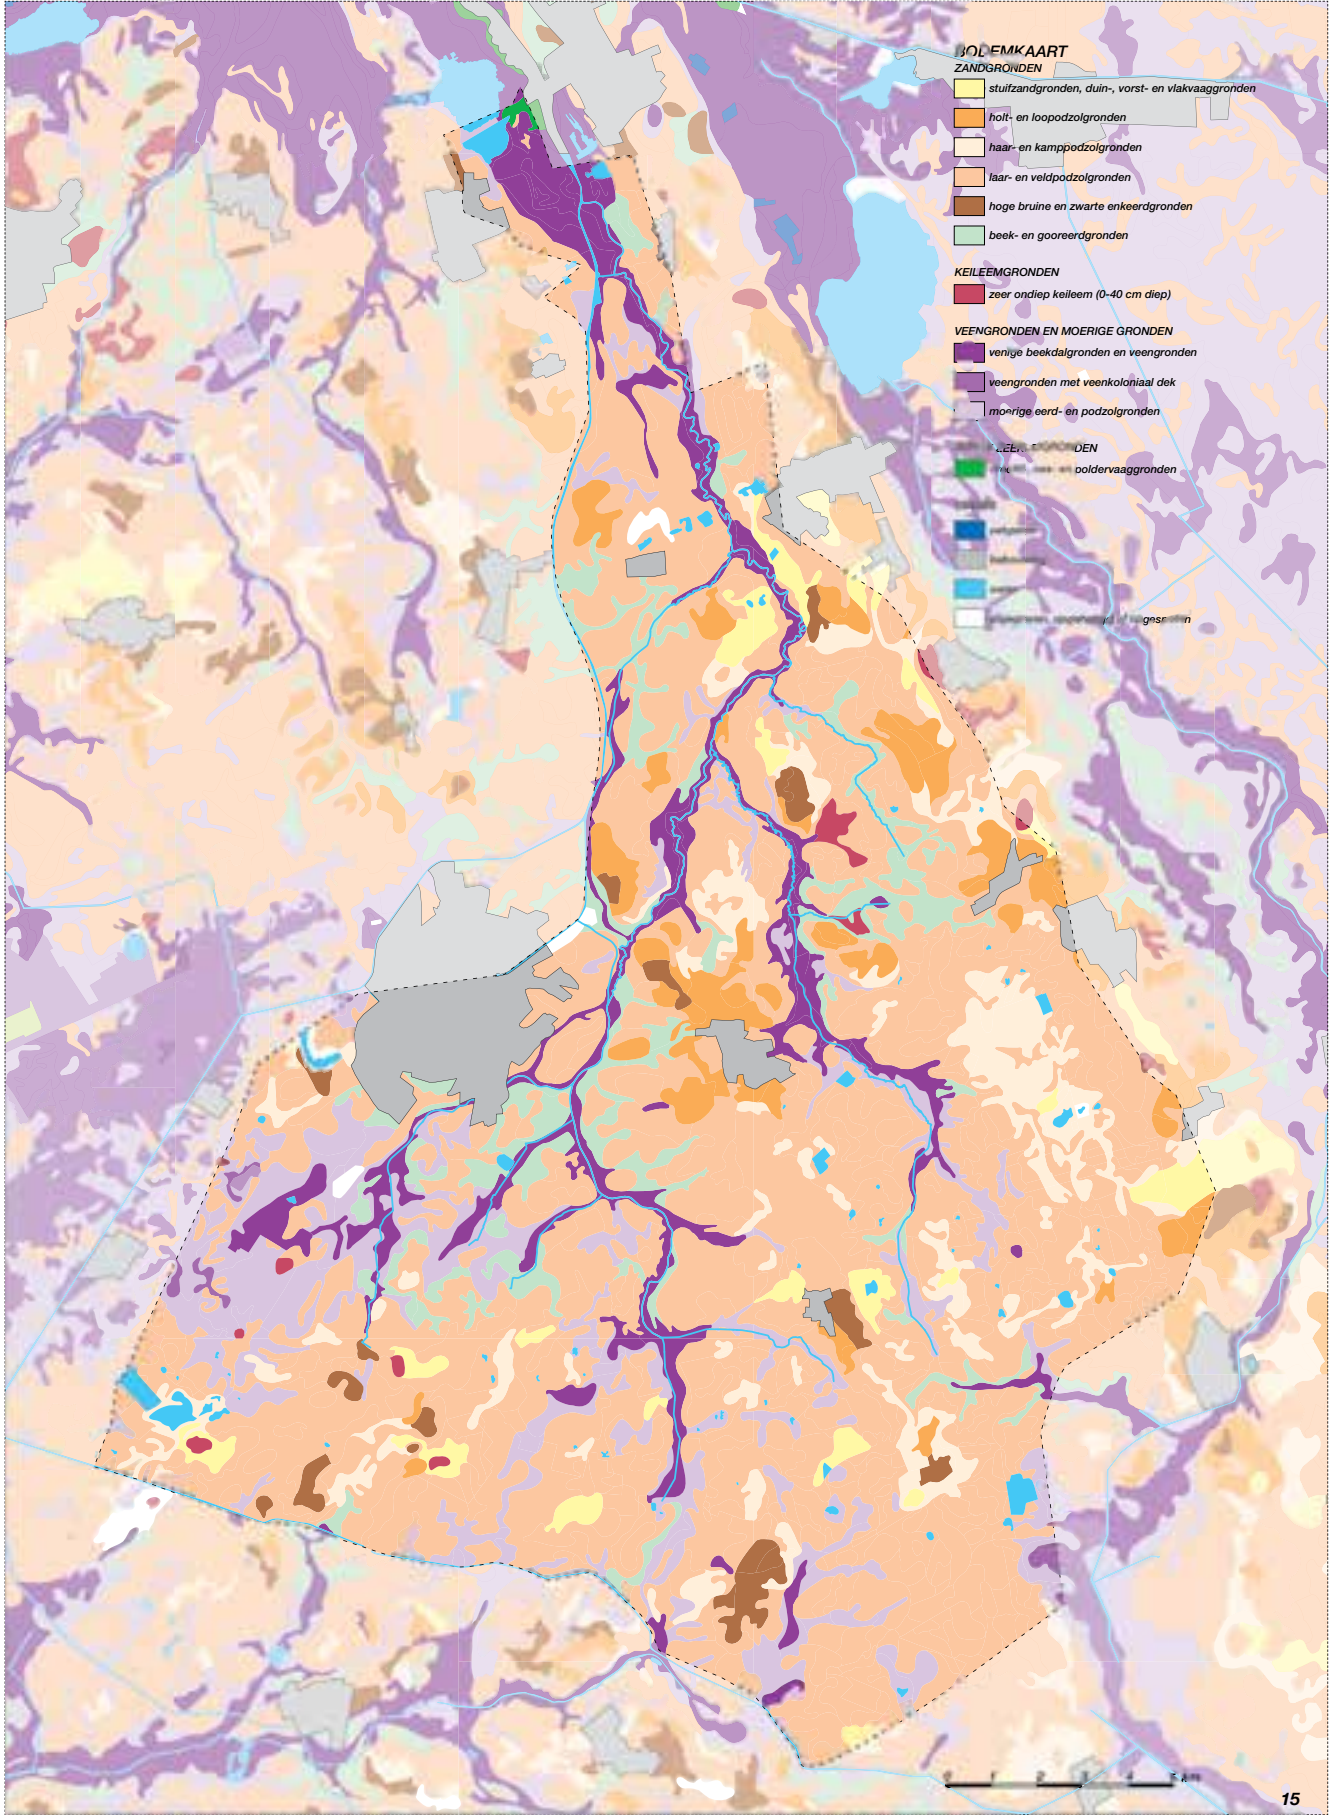 BODEMKAART
ZANDGRONDEN
stuifzandgronden, duin-, vorst- en vlakvaaggronden
holt- en loopodzolgronden
haar- en kamppodzolgronden
laar- en veldpodzolgronden
hoge bruine en zwarte enkeerdgronden
beek- en gooreerdgronden
KEILEEMGRONDEN
zeer ondiep keileem (0-40 cm diep)
VEENGRONDEN EN MOERIGE GRONDEN
venige beekdalgronden en veengronden
veengronden met veenkoloniaal dek
moerige eerd- en podzolgronden
poldervaaggronden
0 1 2 3 4 5 km
15